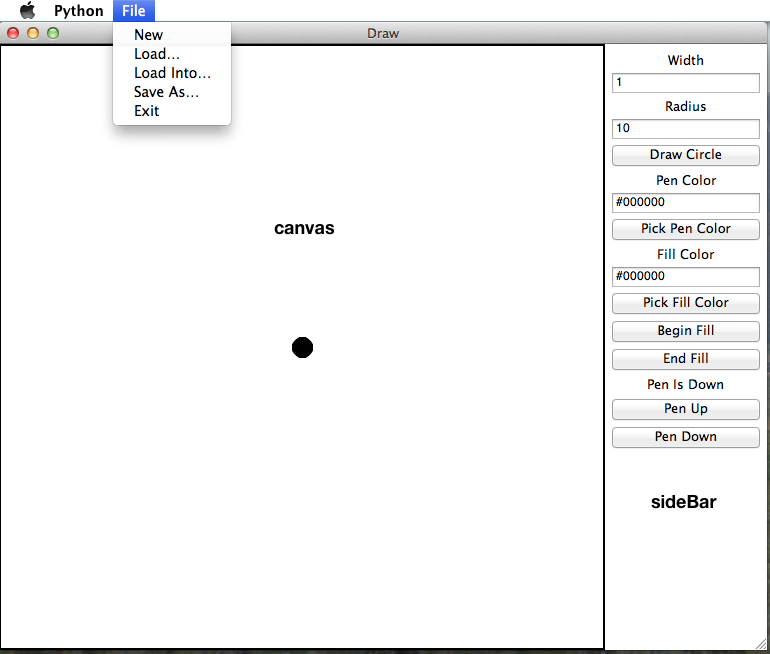 Python File
New
Load...
Load Into...
Save As...
Exit
Draw
canvas
Width
1
Radius
10
Draw Circle
Pen Color
#000000
Pick Pen Color
Fill Color
#000000
Pick Fill Color
Begin Fill
End Fill
Pen Is Down
Pen Up
Pen Down
sideBar